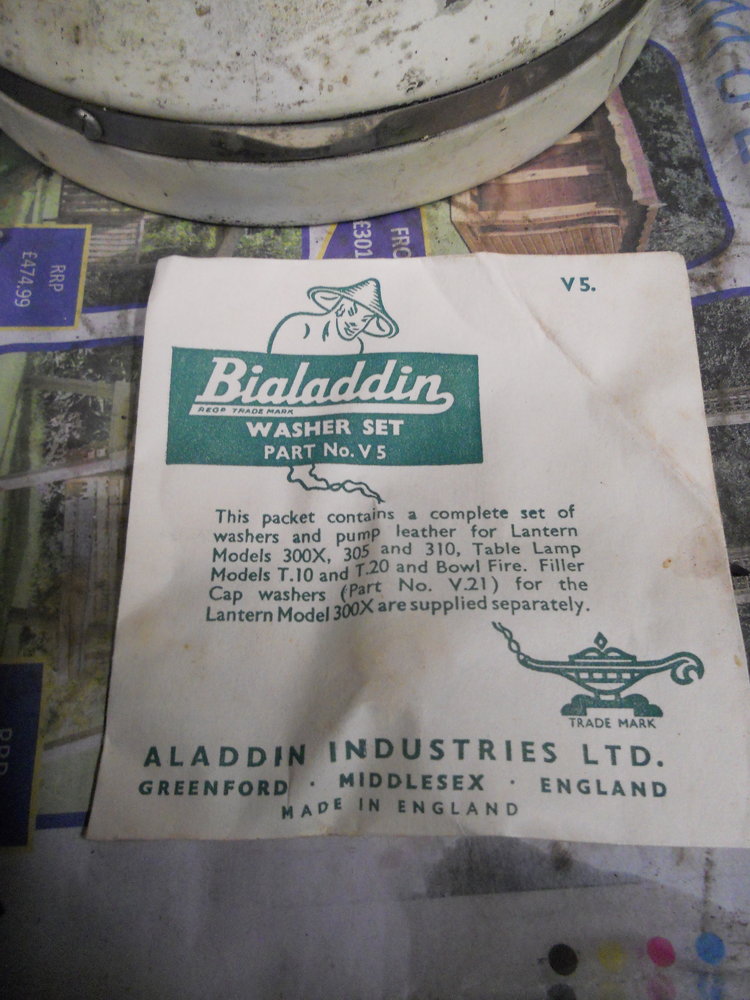 RRP
£474.99
FRO
£301
V5.
Bialaddin
REGD TRADE MARK
WASHER SET
PART No. V5
This packet contains a complete set of
washers and pump leather for Lantern
Models 300X, 305 and 310, Table Lamp
Models T.10 and T.20 and Bowl Fire. Filler
Cap washers (Part No. V.21) for the
Lantern Model 300X are supplied separately.
TRADE MARK
ALADDIN INDUSTRIES LTD.
GREENFORD · MIDDLESEX · ENGLAND
MADE IN ENGLAND
RRP